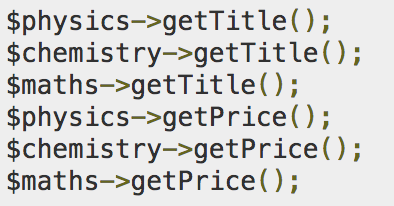 $physics->getTitle();
$chemistry->getTitle();
$maths->getTitle();
$physics->getPrice();
$chemistry->getPrice();
$maths->getPrice();